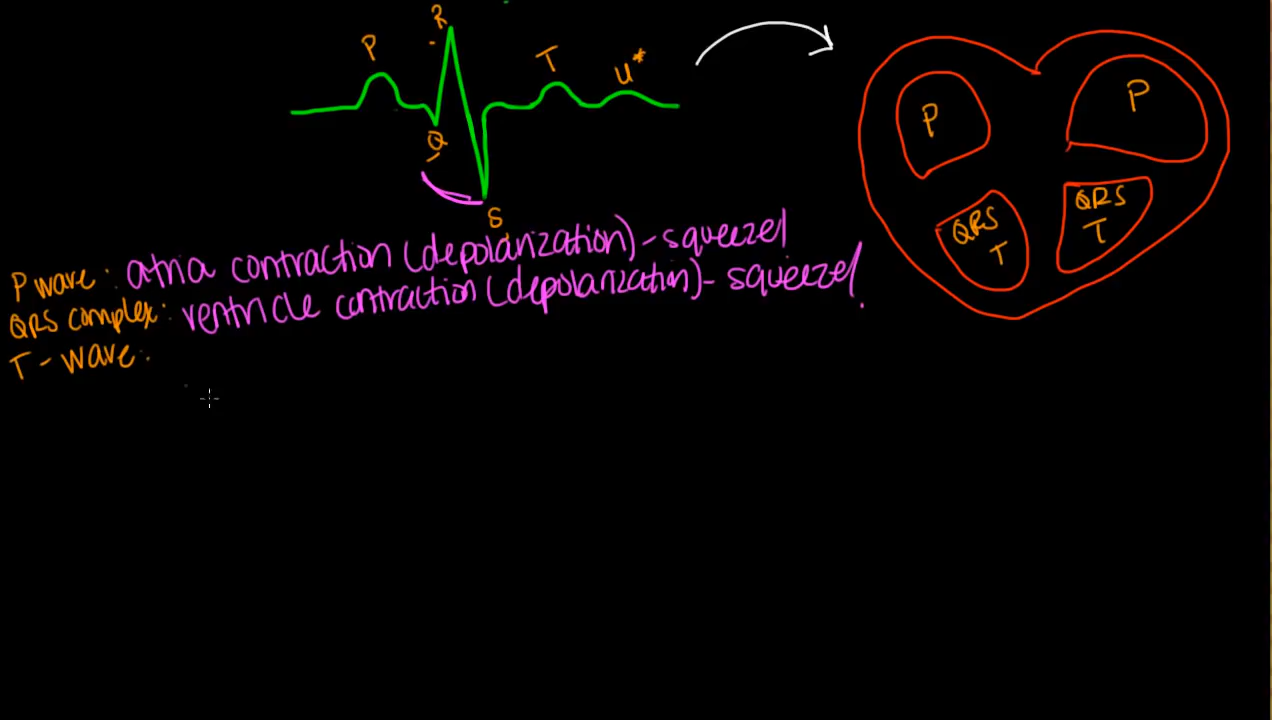 R
P
T
U*
Q
S
P
P
QRS
T
QRS
T
P wave: atria contraction (depolarization) - squeeze!
QRS complex: ventricle contraction (depolarization) - squeeze!
T - wave: